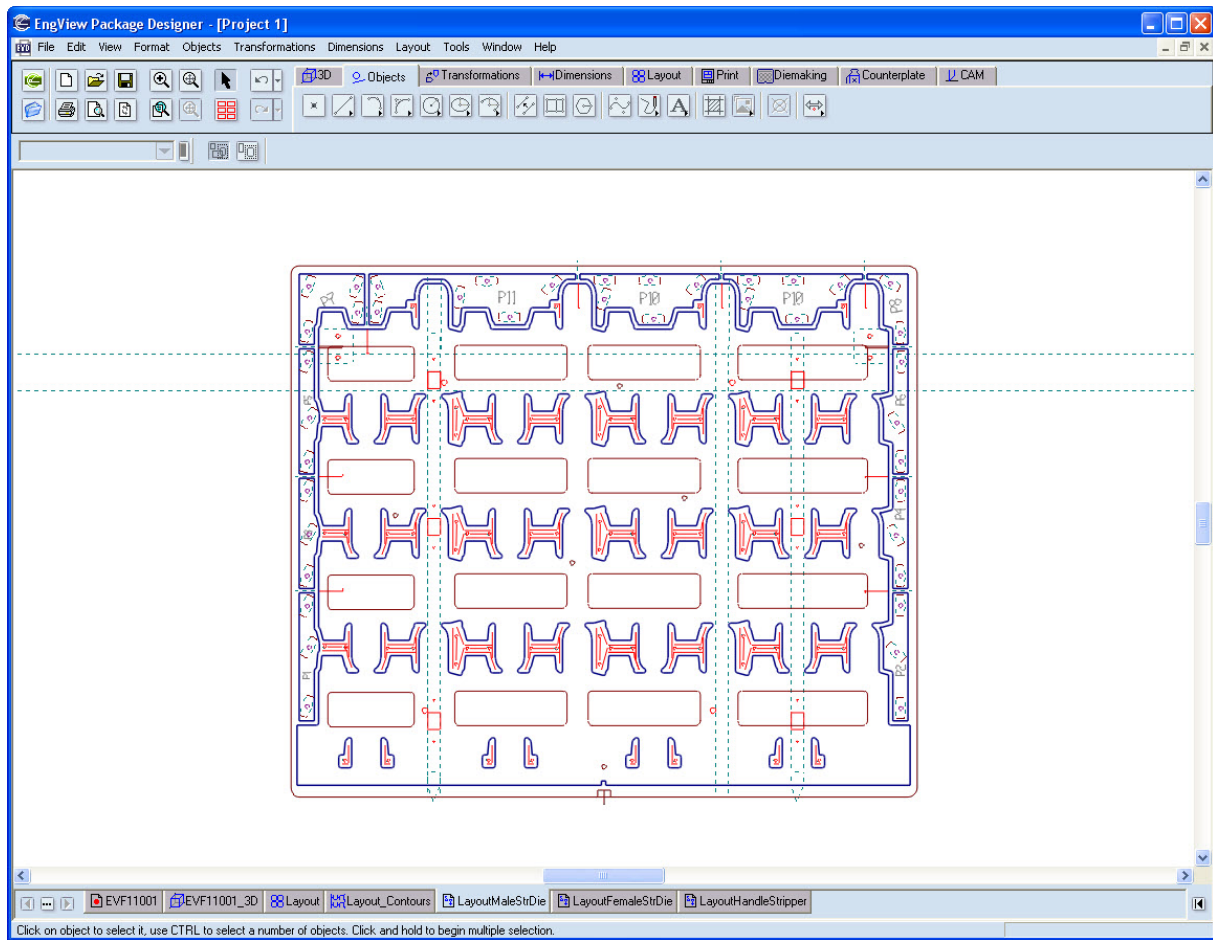 EngView Package Designer - [Project 1]
File Edit View Format Objects Transformations Dimensions Layout Tools Window Help
3D Objects Transformations Dimensions Layout Print Diemaking Counterplate CAM
P11 P10 P10 P8
P6
P4
P1 P2
EVF11001 EVF11001_3D Layout Layout_Contours LayoutMaleStrDie LayoutFemaleStrDie LayoutHandleStripper
Click on object to select it, use CTRL to select a number of objects. Click and hold to begin multiple selection.